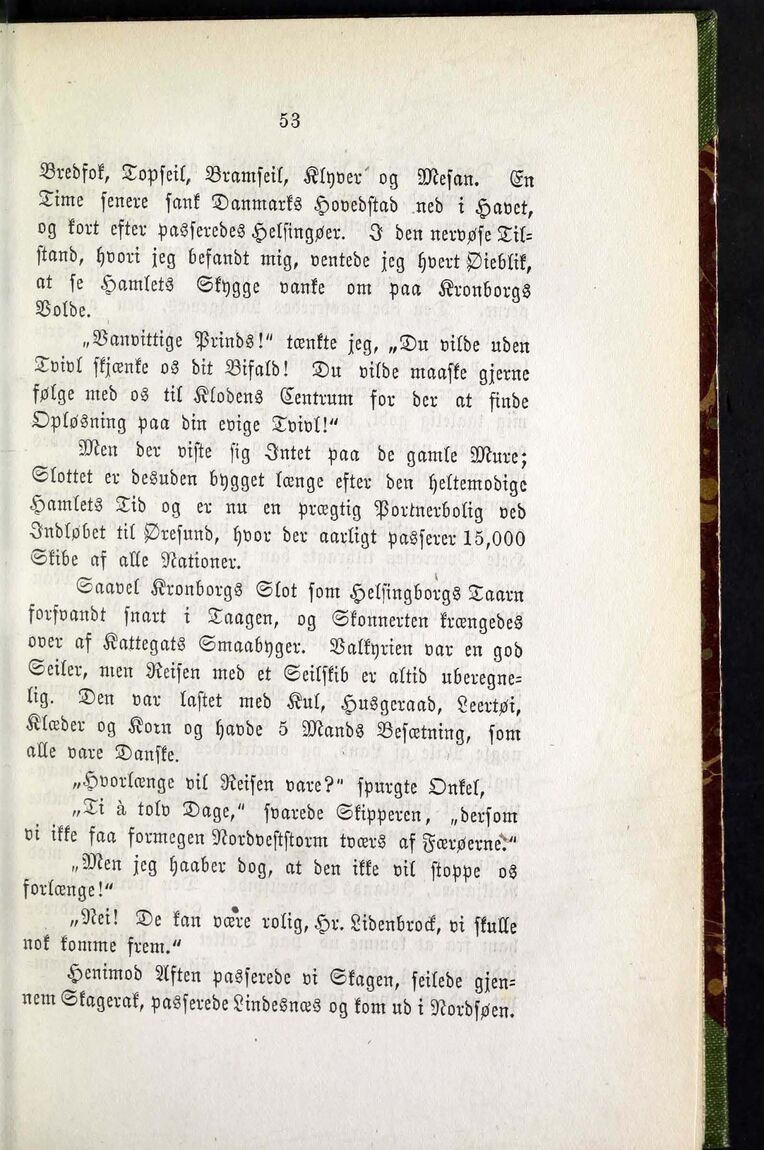 53
Bredfok, Topseil, Bramseil, Klyver og Mesan. En
Time senere sank Danmarks Hovedstad ned i Havet,
og kort efter passeredes Helsingøer. I den nervøse Til-
stand, hvori jeg befandt mig, ventede jeg hvert Øieblik,
at se Hamlets Skygge vanke om paa Kronborgs
Volde.
„Vanvittige Prinds!" tænkte jeg, „Du vilde uden
Tvivl skjænke os dit Bifald! Du vilde maaske gjerne
følge med os til Klodens Centrum for der at finde
Opløsning paa din evige Tvivl!"
Men der viste sig Intet paa de gamle Mure;
Slottet er desuden bygget længe efter den heltemodige
Hamlets Tid og er nu en prægtig Portnerbolig ved
Indløbet til Øresund, hvor der aarligt passerer 15,000
Skibe af alle Nationer.
Saavel Kronborgs Slot som Helsingborgs Taarn
forsvandt snart i Taagen, og Skonnerten krængedes
over af Kattegats Smaabyger. Valkyrien var en god
Seiler, men Reisen med et Seilskib er altid uberegne-
lig. Den var lastet med Kul, Husgeraad, Leertøi,
Klæder og Korn og havde 5 Mands Besætning, som
alle vare Danske.
„Hvorlænge vil Reisen vare?" spurgte Onkel,
„Ti à tolv Dage," svarede Skipperen, „dersom
vi ikke faa formegen Nordveststorm tværs af Færøerne."
„Men jeg haaber dog, at den ikke vil stoppe os
forlænge!"
„Nei! De kan være rolig, Hr. Lidenbrock, vi skulle
nok komme frem."
Henimod Aften passerede vi Skagen, seilede gjen-
nem Skagerak, passerede Lindesnæs og kom ud i Nordsøen.